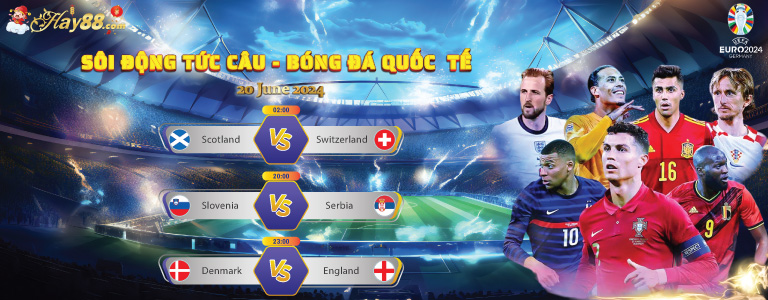 Hay88.com
UEFA
EURO2024
GERMANY
SÔI ĐỘNG TỨC CẦU - BÓNG ĐÁ QUỐC TẾ
20 June 2024
02:00
Scotland VS Switzerland
20:00
Slovenia VS Serbia
23:00
Denmark VS England
16
10
9